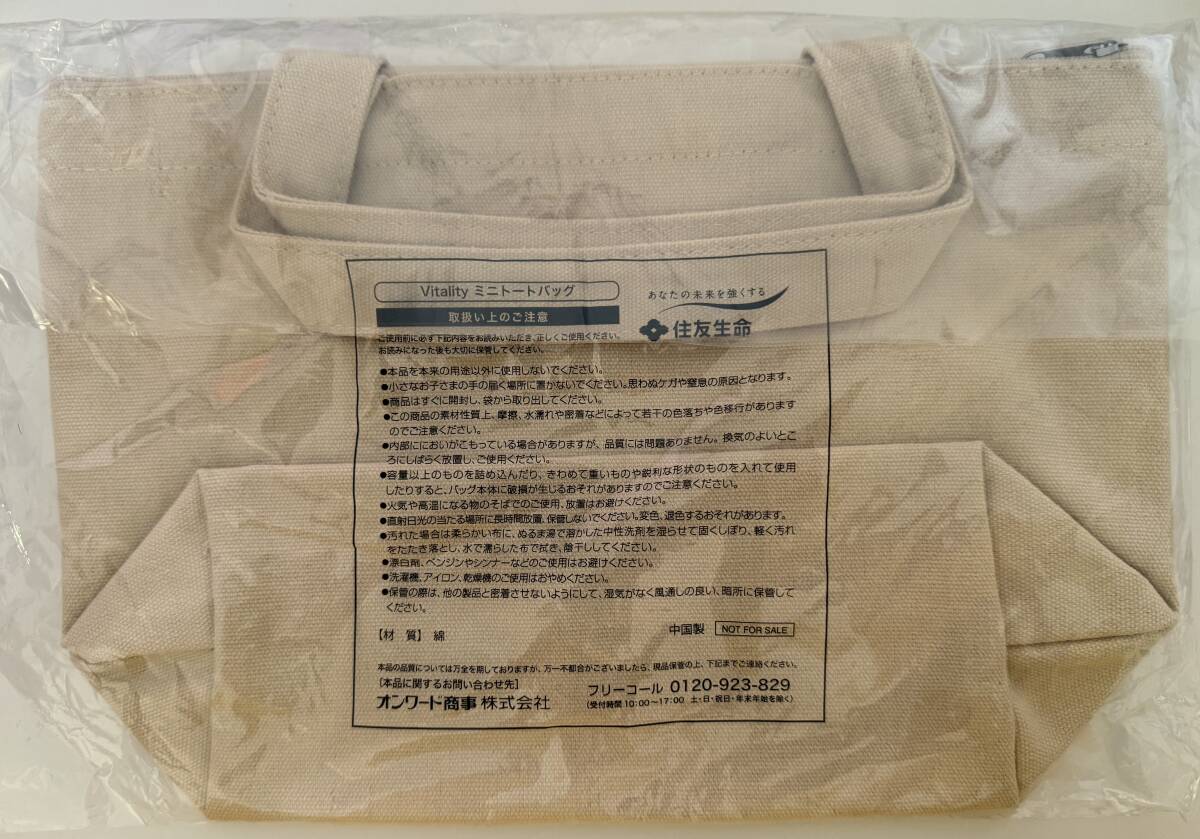 Vitality ミニトートバッグ
あなたの未来を強くする
住友生命
取扱い上のご注意
ご使用前に必ず下記内容をお読みいただき、正しくご使用ください。
お読みになった後も大切に保管してください。
●本品を本来の用途以外に使用しないでください。
●小さなお子さまの手の届く場所に置かないでください。思わぬケガや窒息の原因となります。
●商品はすぐに開封し、袋から取り出してください。
●この商品の素材性質上、摩擦、水濡れや密着などによって若干の色落ちや色移行があります
のでご注意ください。
●内部ににおいがこもっている場合がありますが、品質には問題ありません。換気のよいとこ
ろにしばらく放置し、ご使用ください。
●容量以上のものを詰め込んだり、きわめて重いものや鋭利な形状のものを入れて使用
したりすると、バッグ本体に破損が生じるおそれがありますのでご注意ください。
●火気や高温になる物のそばでのご使用、放置はお避けください。
●直射日光の当たる場所に長時間放置、保管しないでください。変色、退色するおそれがあります。
●汚れた場合は柔らかい布に、ぬるま湯で溶かした中性洗剤を湿らせて固くしぼり、軽く汚れ
をたたき落とし、水で濡らした布で拭き、陰干ししてください。
●漂白剤、ベンジンやシンナーなどのご使用はお避けください。
●洗濯機、アイロン、乾燥機のご使用はおやめください。
●保管の際は、他の製品と密着させないようにして、湿気がなく風通しの良い、暗所に保管して
ください。
【材 質】 綿
中国製 NOT FOR SALE
本品の品質については万全を期しておりますが、万一不都合がございましたら、現品保管の上、下記までご連絡ください。
【本品に関するお問い合わせ先】
オンワード商事 株式会社
フリーコール 0120-923-829
(受付時間 10:00～17:00 土・日・祝日・年末年始を除く)